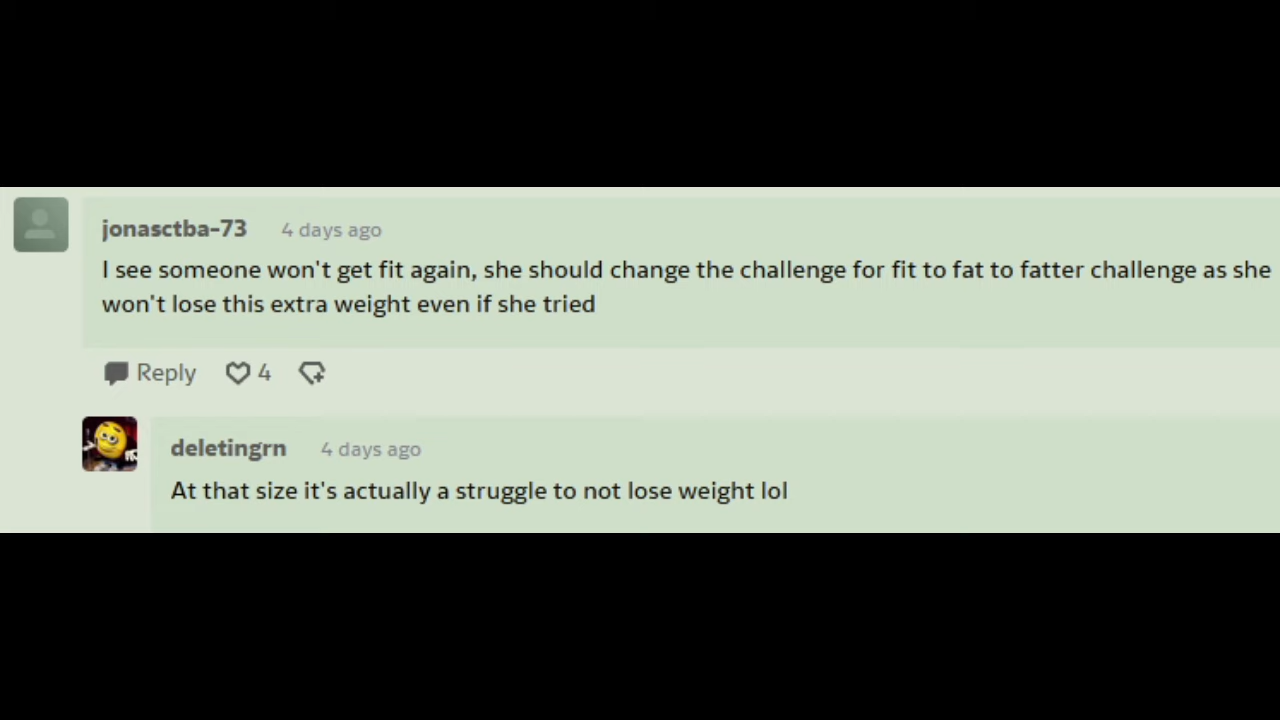 jonasctba-73 4 days ago
I see someone won't get fit again, she should change the challenge for fit to fat to fatter challenge as she
won't lose this extra weight even if she tried
Reply 4
deletingrn 4 days ago
At that size it's actually a struggle to not lose weight lol